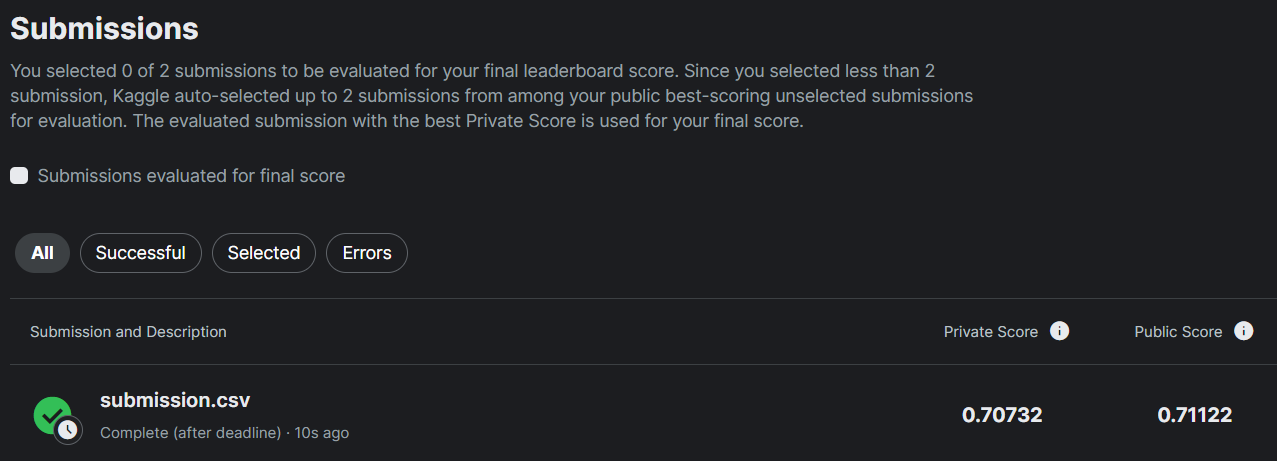 Submissions
You selected 0 of 2 submissions to be evaluated for your final leaderboard score. Since you selected less than 2
submission, Kaggle auto-selected up to 2 submissions from among your public best-scoring unselected submissions
for evaluation. The evaluated submission with the best Private Score is used for your final score.
Submissions evaluated for final score
All Successful Selected Errors
Submission and Description Private Score i Public Score i
submission.csv
0.70732 0.71122
Complete (after deadline) · 10s ago